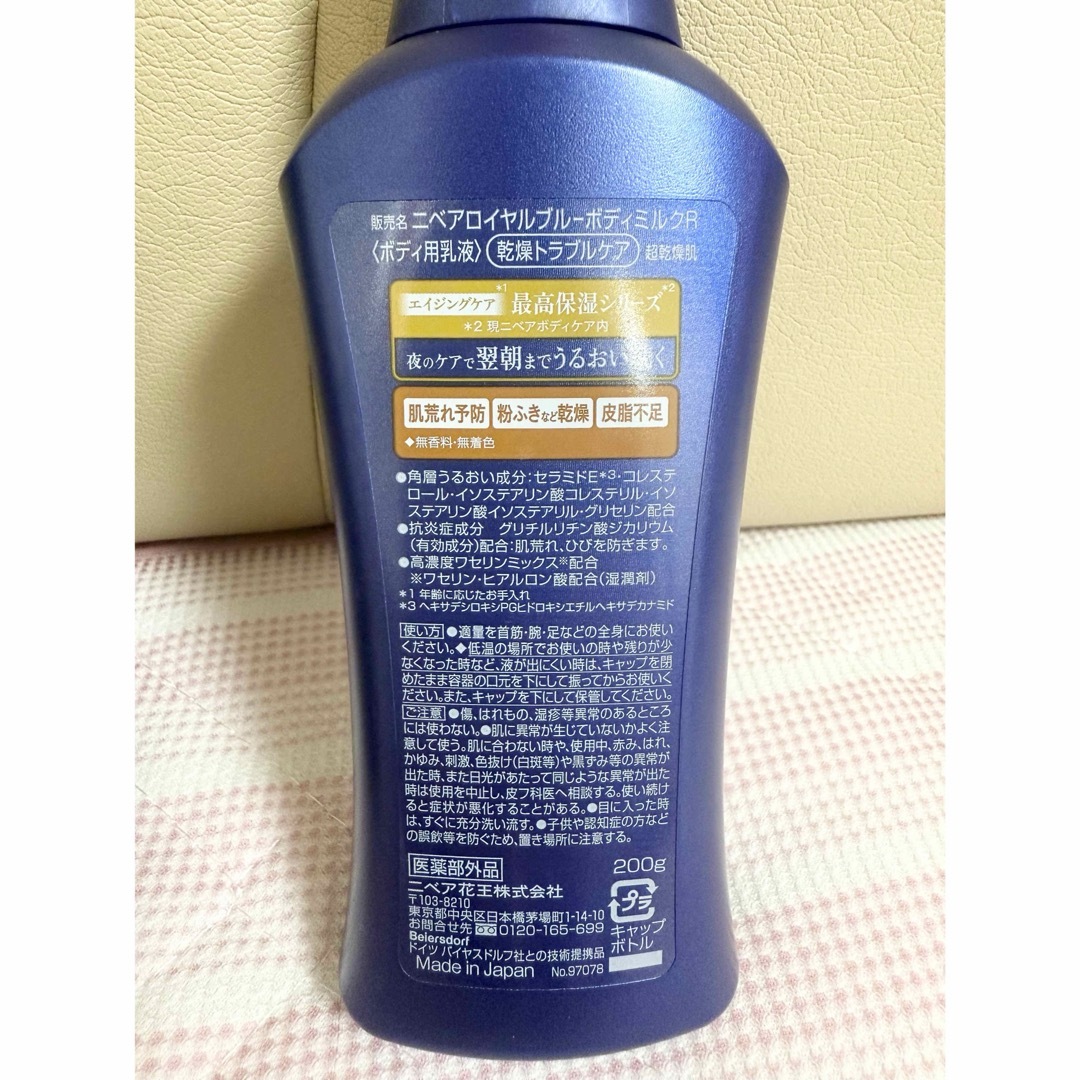 販売名 ニベアロイヤルブルーボディミルクR
〈ボディ用乳液〉 乾燥トラブルケア 超乾燥肌
エイジングケア*1 最高保湿シリーズ*2
*2 現ニベアボディケア内
夜のケアで翌朝までうるおい続く
肌荒れ予防 粉ふきなど乾燥 皮脂不足
◆無香料・無着色
●角層うるおい成分:セラミドE*3・コレステ
ロール・イソステアリン酸コレステリル・イソ
ステアリン酸イソステアリル・グリセリン配合
●抗炎症成分 グリチルリチン酸ジカリウム
(有効成分)配合:肌荒れ、ひびを防ぎます。
●高濃度ワセリンミックス※配合
※ワセリン・ヒアルロン酸配合(湿潤剤)
*1 年齢に応じたお手入れ
*3 ヘキサデシロキシPGヒドロキシエチルヘキサデカナミド
使い方 ●適量を首筋・腕・足などの全身にお使い
ください。◆低温の場所でお使いの時や残りが少
なくなった時など、液が出にくい時は、キャップを閉
めたまま容器の口元を下にして振ってからお使いく
ださい。また、キャップを下にして保管してください。
ご注意 ●傷、はれもの、湿疹等異常のあるところ
には使わない。●肌に異常が生じていないかよく注
意して使う。肌に合わない時や、使用中、赤み、はれ、
かゆみ、刺激、色抜け(白斑等)や黒ずみ等の異常が
出た時、また日光があたって同じような異常が出た
時は使用を中止し、皮フ科医へ相談する。使い続け
ると症状が悪化することがある。●目に入った時
は、すぐに充分洗い流す。●子供や認知症の方など
の誤飲等を防ぐため、置き場所に注意する。
医薬部外品 200g
ニベア花王株式会社
〒103-8210
東京都中央区日本橋茅場町1-14-10
お問合せ先 0120-165-699
Beiersdorf
ドイツ バイヤスドルフ社との技術提携品
Made in Japan No.97078
プラ
キャップ
ボトル